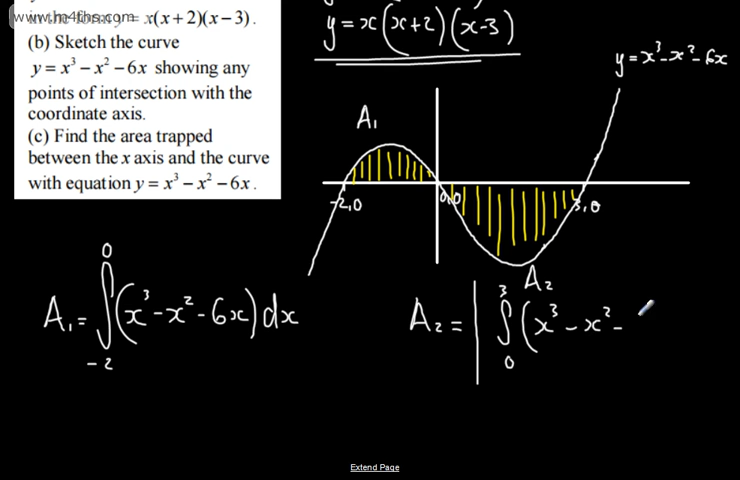 www.hc4fhs.com y = x(x+2)(x−3).
(b) Sketch the curve
y = x³ − x² − 6x showing any
points of intersection with the
coordinate axis.
(c) Find the area trapped
between the x axis and the curve
with equation y = x³ − x² − 6x.
y = x(x+2)(x-3)
y = x³ - x² - 6x
A₁
-2,0
0,0
3,0
A₂
A₁ = ∫₋₂⁰ (x³ - x² - 6x) dx
A₂ = | ∫₀³ (x³ - x² -
Extend Page